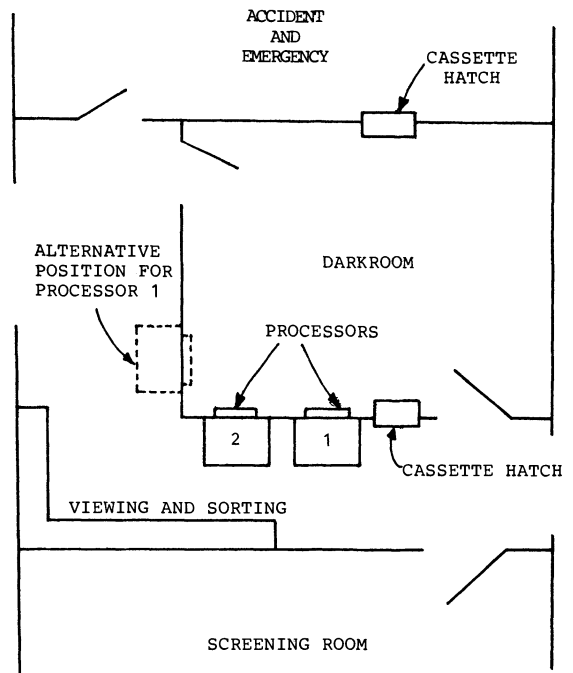 ACCIDENT
AND
EMERGENCY
CASSETTE
HATCH
ALTERNATIVE
POSITION FOR
PROCESSOR 1
DARKROOM
PROCESSORS
2
1
CASSETTE HATCH
VIEWING AND SORTING
SCREENING ROOM